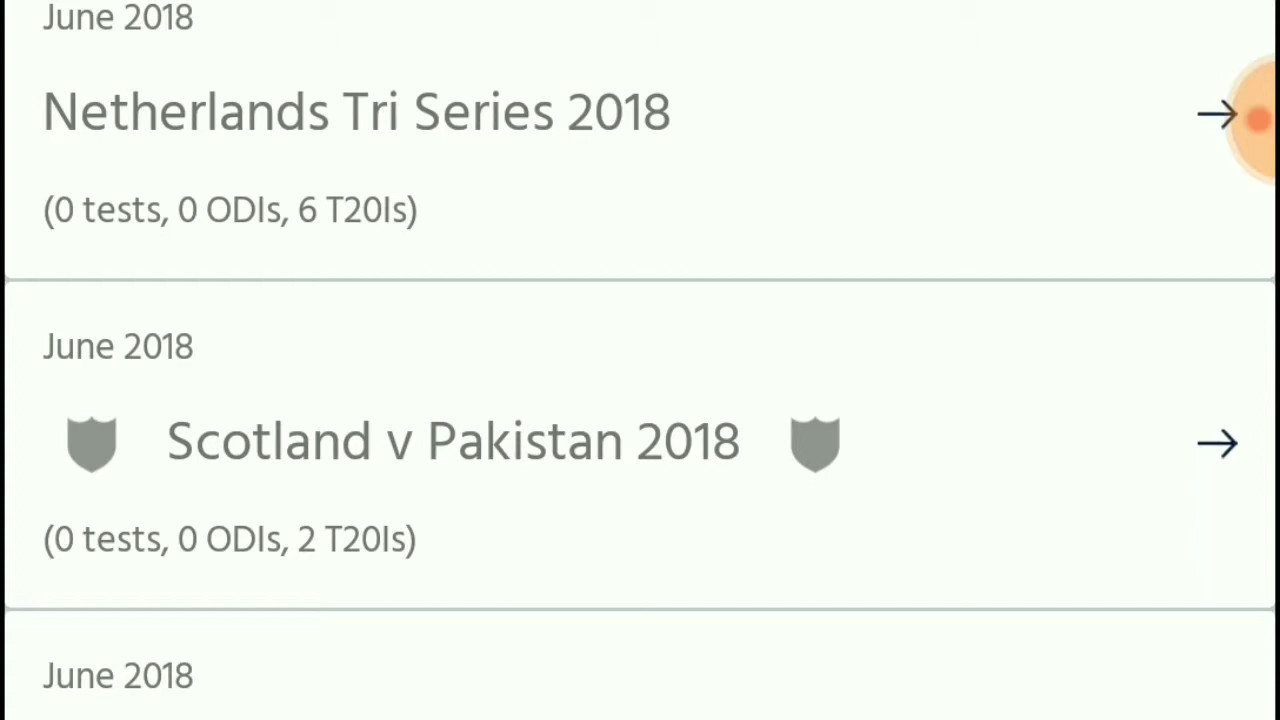 June 2018
Netherlands Tri Series 2018
(0 tests, 0 ODIs, 6 T20Is)
June 2018
Scotland v Pakistan 2018
(0 tests, 0 ODIs, 2 T20Is)
June 2018